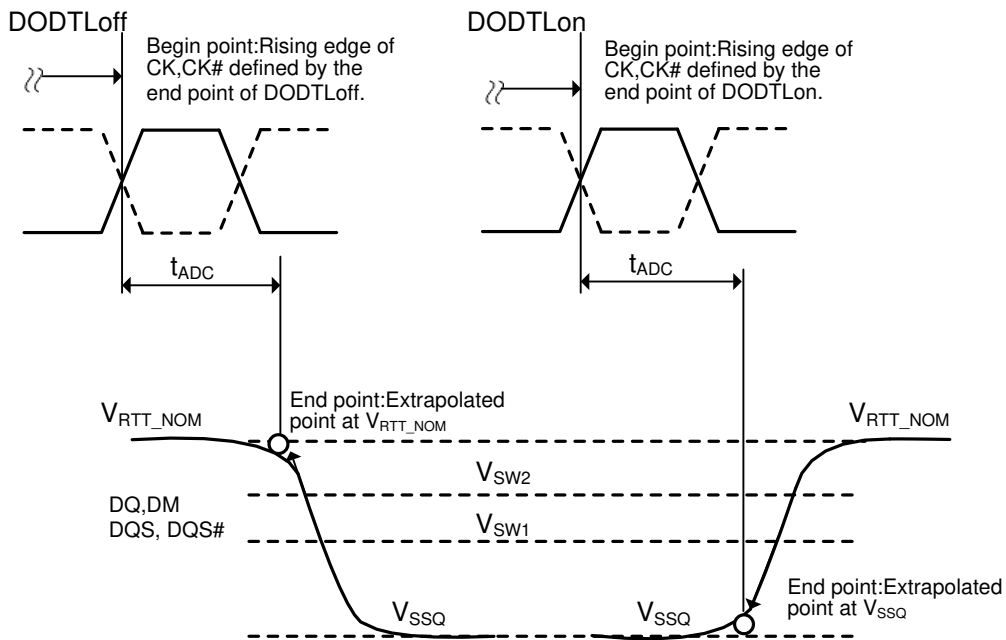 DODTLoff
Begin point:Rising edge of
CK,CK# defined by the
end point of DODTLoff.
DODTLon
Begin point:Rising edge of
CK,CK# defined by the
end point of DODTLon.
tADC
tADC
VRTT_NOM
End point:Extrapolated
point at VRTT_NOM
VRTT_NOM
VSW2
DQ,DM
DQS, DQS#
VSW1
VSSQ
VSSQ
End point:Extrapolated
point at VSSQ